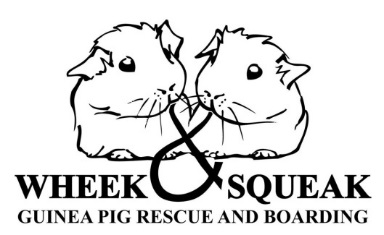 WHEEK & SQUEAK
GUINEA PIG RESCUE AND BOARDING